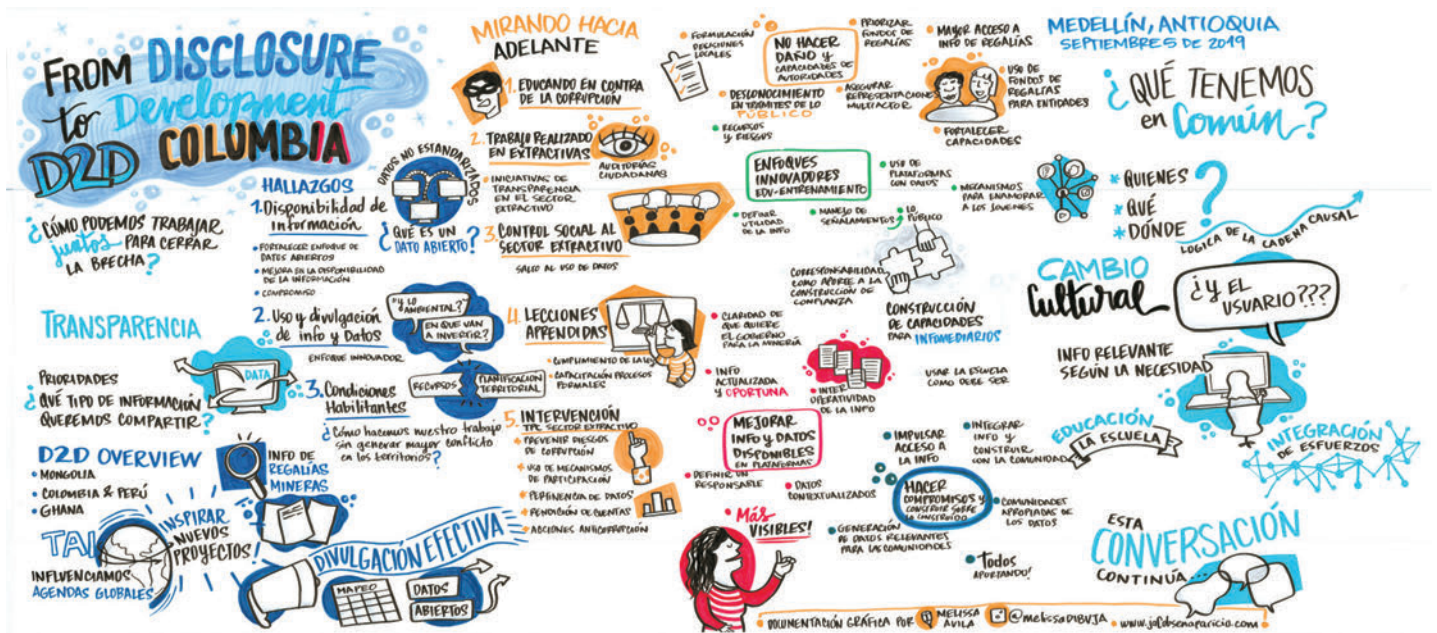 FROM DISCLOSURE
to Development
D2D COLUMBIA
¿CÓMO PODEMOS TRABAJAR
juntos PARA CERRAR
LA BRECHA?
TRANSPARENCIA
PRIORIDADES
¿QUÉ TIPO DE INFORMACIÓN
QUEREMOS COMPARTIR?
DATA
D2D OVERVIEW
• MONGOLIA
• COLOMBIA & PERÚ
• GHANA
TAI
INFLUENCIAMOS
AGENDAS GLOBALES
INSPIRAR
NUEVOS
PROYECTOS!
HALLAZGOS
1. Disponibilidad de
información
• FORTALECER ENFOQUE DE
DATES ABIERTOS
• MEJORA EN LA DISPONIBILIDAD
DE LA INFORMACIÓN
• COMPROMISO
DATOS NO ESTANDARIZADOS
¿QUÉ ES UN
DATO ABIERTO?
2. Uso y divulgación
de info y Datos
ENFOQUE INNOVADOR
"Y LO
AMBIENTAL?"
EN QUE VAN
A INVERTIR?
3. Condiciones
Habilitantes
RECURSOS
PLANIFICACIÓN
TERRITORIAL
¿Cómo hacemos nuestro trabajo
sin generar mayor conflicto
en los territorios?
INFO DE
REGALÍAS
MINERAS
DIVULGACIÓN EFECTIVA
MAPEO
DATOS
ABIERTOS
MIRANDO HACIA
ADELANTE
1. EDUCANDO EN CONTRA
DE LA CORRUPCIÓN
2. TRABAJO REALIZADO
EN EXTRACTIVAS
AUDITORÍAS
CIUDADANAS
• INICIATIVAS DE
TRANSPARENCIA
EN EL SECTOR
EXTRACTIVO
3. CONTROL SOCIAL AL
SECTOR EXTRACTIVO
SALTO AL USO DE DATOS
4. LECCIONES
APRENDIDAS
• CUMPLIMIENTO DE LA
• CAPACITACIÓN PROCESOS
FORMALES
5. INTERVENCIÓN
TPC SECTOR EXTRACTIVO
• PREVENIR RIESGOS
DE CORRUPCIÓN
• USO DE MECANISMOS
DE PARTICIPACIÓN
• PERTINENCIA DE DATOS
• RENDICIÓN DE CUENTAS
• ACCIONES ANTICORRUPCIÓN
• FORMULACIÓN
DECISIONES
LOCALES
NO HACER
DAÑO y
CAPACIDADES DE
AUTORIDADES
• PRIORIZAR
FONDOS DE
REGALÍAS
• MAYOR ACCESO A
INFO DE REGALÍAS
• DESCONOCIMIENTO
EN TRÁMITES DE LO
PÚBLICO
• ASEGURAR
REPRESENTACIONES
MULTIACTOR
• USO DE
FONDOS DE
REGALÍAS
PARA ENTIDADES
• FORTALECER
CAPACIDADES
• RECURSOS
Y RIESGOS
ENFOQUES
INNOVADORES
EDU-ENTRENAMIENTO
• USO DE
PLATAFORMAS
CON DATOS
• MECANISMOS
PARA ENAMORAR
A LOS JOVENES
• DEFINIR
UTILIDAD
DE LA INFO
• MANEJO DE
SEÑALAMIENTOS
LO
PÚBLICO
CORRESPONSABILIDAD
COMO APORTE A LA
CONSTRUCCIÓN DE
CONFIANZA
CONSTRUCCIÓN
DE CAPACIDADES
PARA INFOMEDIARIOS
• CLARIDAD DE
QUE QUIERE
EL GOBIERNO
PARA LA MINERÍA
• INFO
ACTUALIZADA
Y OPORTUNA
• INTER
OPERATIVIDAD
DE LA INFO
USAR LA ESCUELA
COMO DEBE SER
MEJORAR
INFO y DATOS
DISPONIBLES
EN PLATAFORMAS
• DEFINIR UN
RESPONSABLE
• DATOS
CONTEXTUALIZADOS
• IMPULSAR
ACCESO A
LA INFO
• INTEGRAR
INFO Y
CONSTRUIR
CON LA COMUNIDAD
HACER
COMPROMISOS Y
CONSTRUIR SOBRE
LO CONSTRUIDO
• COMUNIDADES
APROPIADAS DE
LOS DATOS
• Más
VISIBLES!
• GENERACIÓN
DE DATOS RELEVANTES
PARA LAS COMUNIDADES
• Todos
APORTANDO!
MEDELLÍN, ANTIOQUIA
SEPTIEMBRES DE 2019
¿QUÉ TENEMOS
en Común?
* QUIENES
* QUÉ
* DÓNDE
?
LOGICA DE LA CADENA CAUSAL
CAMBIO
Cultural
¿Y EL
USUARIO???
INFO RELEVANTE
SEGÚN LA NECESIDAD
EDUCACIÓN
LA ESCUELA
INTEGRACIÓN
DE ESFUERZOS
ESTA
CONVERSACIÓN
CONTINÚA
• DOCUMENTACIÓN GRÁFICA POR MELISSA
ÁVILA @melissaDIBUJA